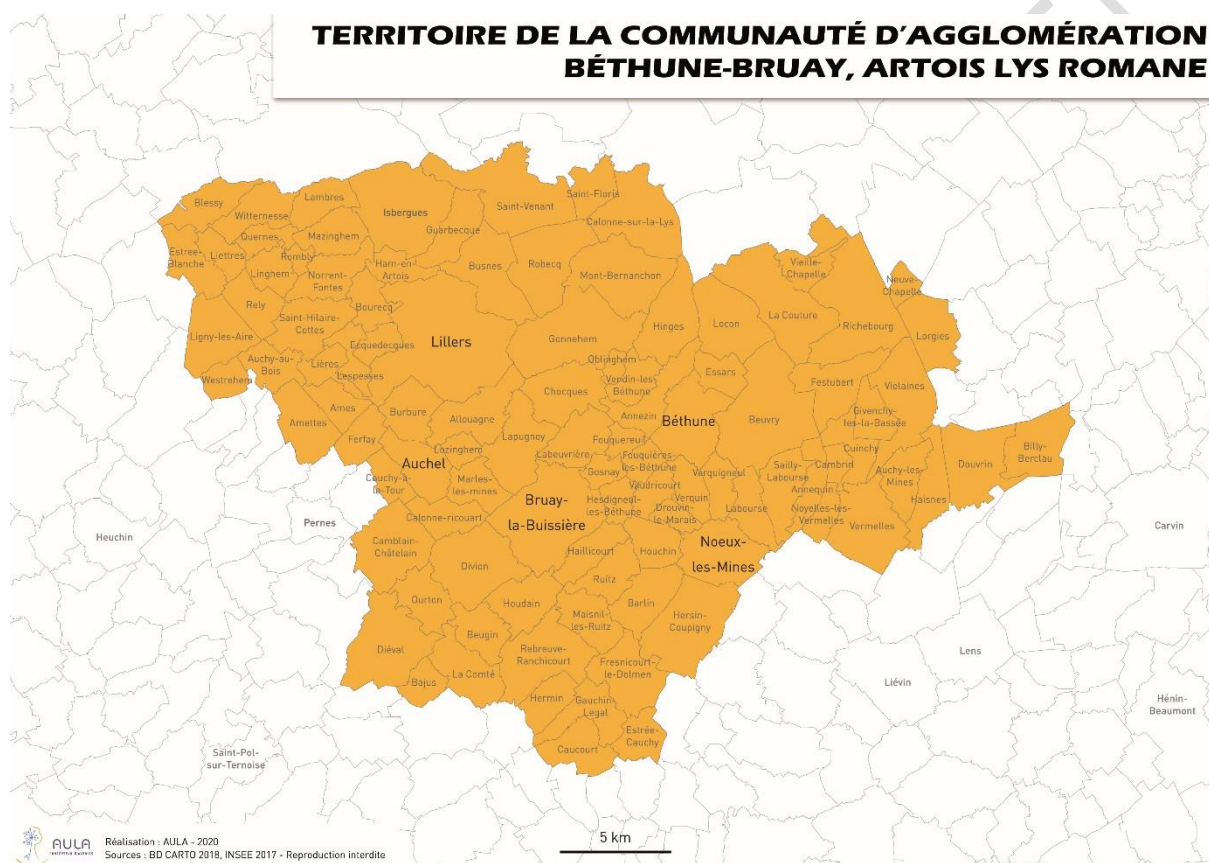 TERRITOIRE DE LA COMMUNAUTÉ D'AGGLOMÉRATION
BÉTHUNE-BRUAY, ARTOIS LYS ROMANE
Blessy
Witternesse
Lambres
Isbergues
Guarbecque
Saint-Venant
Saint-Floris
Calonne-sur-la-Lys
Estrée-
Blanche
Liettres
Quernes
Mazinghem
Rombly
Linghem
Norrent-
Fontes
Ham-en-
Artois
Busnes
Robecq
Mont-Bernanchon
Vieille-
Chapelle
Neuve-
Chapelle
Rely
Bourecq
Saint-Hilaire-
Cottes
Ligny-les-Aire
Ecquedecques
Lillers
Gonnehem
Hinges
Locon
La Couture
Richebourg
Lorgies
Auchy-au-
Bois
Lières
Lespesses
Westrehem
Oblinghem
Vendin-les-
Béthune
Essars
Festubert
Violaines
Chocques
Ames
Amettes
Burbure
Allouagne
Lapugnoy
Annezin
Béthune
Beuvry
Givenchy-
les-la-Bassée
Ferfay
Lozinghem
Auchel
Labeuvrière
Fouquereuil
Fouquières
-les-Béthune
Gosnay
Verquigneul
Sailly-
Labourse
Cambrin
Cuinchy
Auchy-les-
Mines
Douvrin
Billy-
Berclau
Cauchy-à-
la-Tour
Marles-
les-mines
Vaudricourt
Annequin
Haisnes
Bruay-
la-Buissière
Hesdigneul-
les-Béthune
Verquin
Drouvin-
le-Marais
Labourse
Noyelles-les-
Vermelles
Vermelles
Pernes
Calonne-ricouart
Heuchin
Camblain-
Châtelain
Divion
Haillicourt
Houchin
Noeux-
les-Mines
Carvin
Ruitz
Ourton
Houdain
Maisnil-
les-Ruitz
Barlin
Hersin-
Coupigny
Beugin
Diéval
Rebreuve-
Ranchicourt
Fresnicourt-
le-Dolmen
Bajus
La Comté
Lens
Liévin
Hermin
Gauchin-
Legal
Hénin-
Beaumont
Estrée-
Cauchy
Caucourt
Saint-Pol-
sur-Ternoise
5 km
AULA
Réalisation : AULA - 2020
Sources : BD CARTO 2018, INSEE 2017 - Reproduction interdite